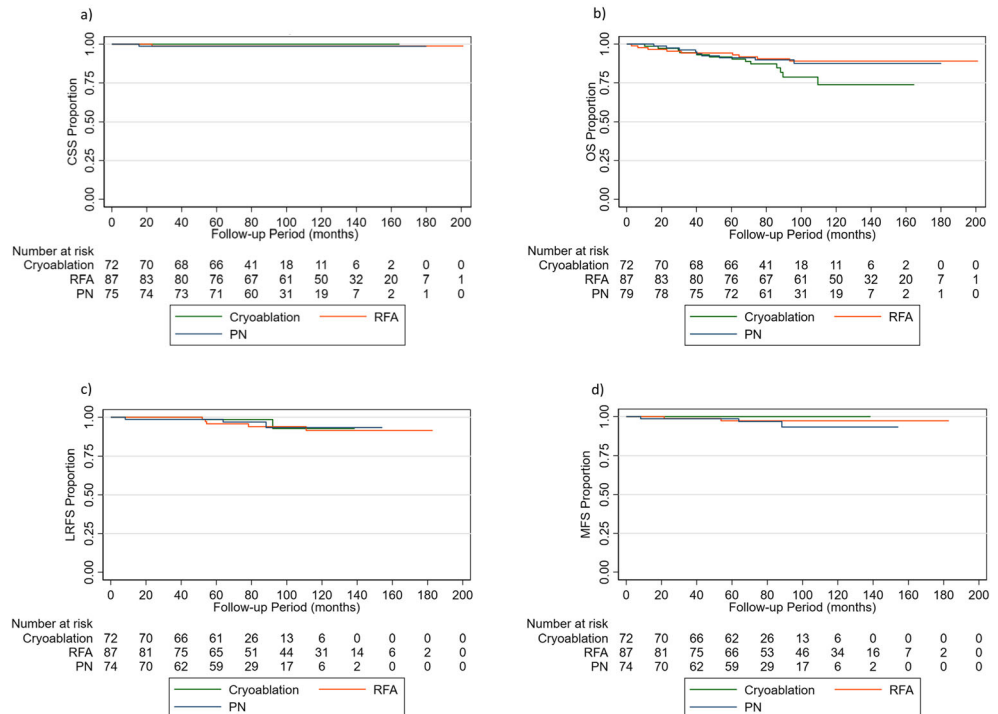 a)
CSS Proportion
1.00
0.75
0.50
0.25
0.00
0 20 40 60 80 100 120 140 160 180 200
Follow-up Period (months)
Number at risk
Cryoablation 72 70 68 66 41 18 11 6 2 0 0
RFA 87 83 80 76 67 61 50 32 20 7 1
PN 75 74 73 71 60 31 19 7 2 1 0
Cryoablation RFA
PN
b)
OS Proportion
1.00
0.75
0.50
0.25
0.00
0 20 40 60 80 100 120 140 160 180 200
Follow-up Period (months)
Number at risk
Cryoablation 72 70 68 66 41 18 11 6 2 0 0
RFA 87 83 80 76 67 61 50 32 20 7 1
PN 79 78 75 72 61 31 19 7 2 1 0
Cryoablation RFA
PN
c)
LRFS Proportion
1.00
0.75
0.50
0.25
0.00
0 20 40 60 80 100 120 140 160 180 200
Follow-up Period (months)
Number at risk
Cryoablation 72 70 66 61 26 13 6 0 0 0 0
RFA 87 81 75 65 51 44 31 14 6 2 0
PN 74 70 62 59 29 17 6 2 0 0 0
Cryoablation RFA
PN
d)
MFS Proportion
1.00
0.75
0.50
0.25
0.00
0 20 40 60 80 100 120 140 160 180 200
Follow-up Period (months)
Number at risk
Cryoablation 72 70 66 62 26 13 6 0 0 0 0
RFA 87 81 75 66 53 46 34 16 7 2 0
PN 74 70 62 59 29 17 6 2 0 0 0
Cryoablation RFA
PN